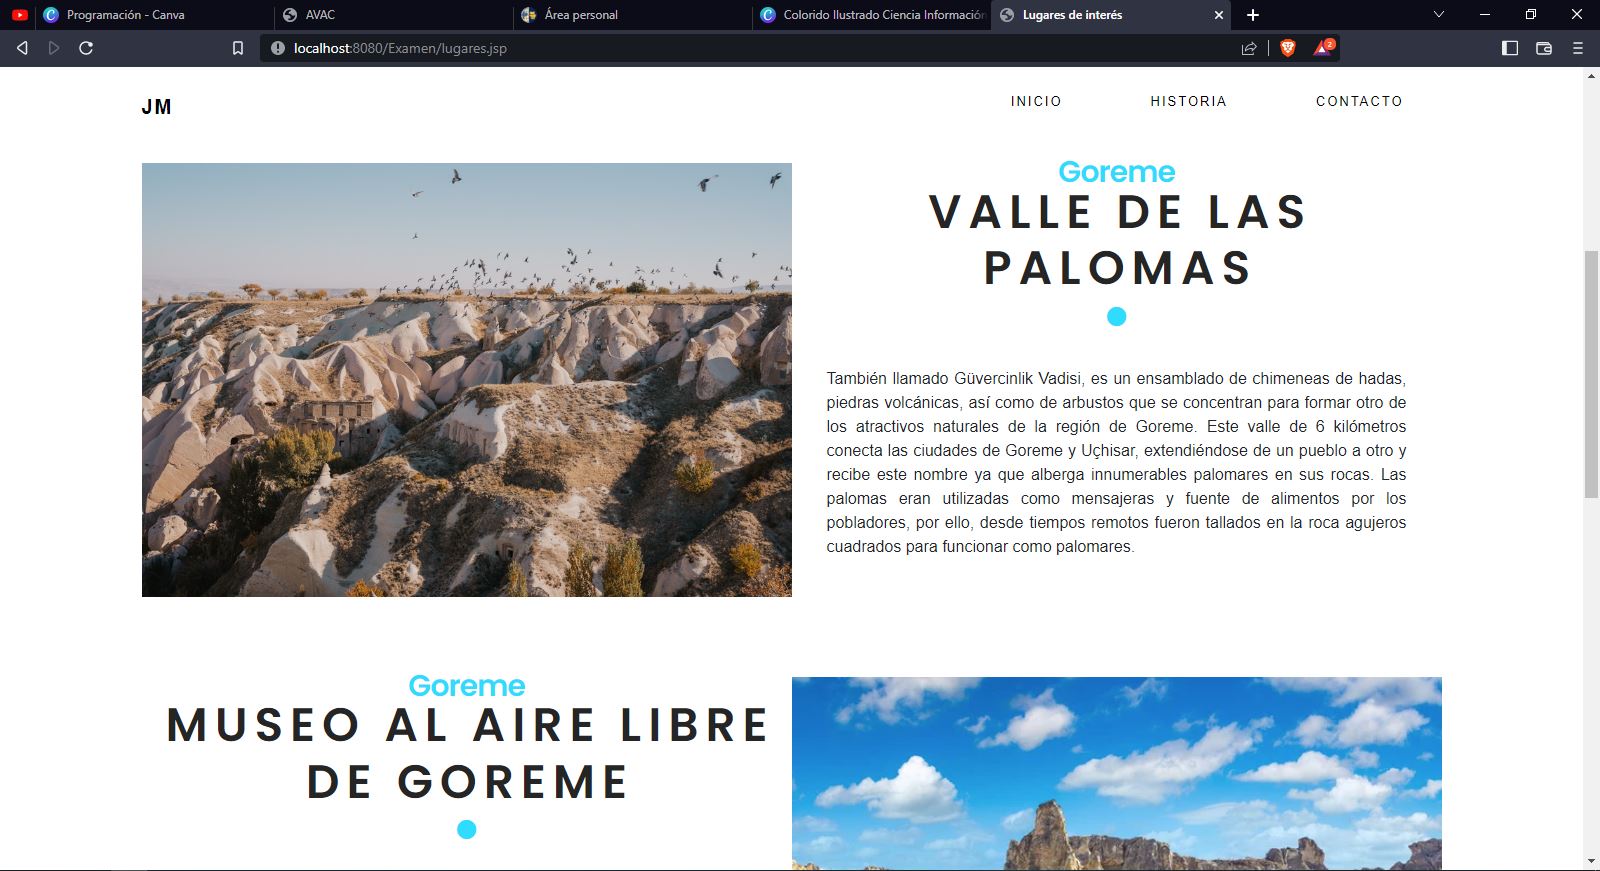 Programación - Canva
AVAC
Área personal
Colorido Ilustrado Ciencia Información
Lugares de interés
localhost:8080/Examen/lugares.jsp
2
JM
INICIO
HISTORIA
CONTACTO
Goreme
VALLE DE LAS
PALOMAS
También llamado Güvercinlik Vadisi, es un ensamblado de chimeneas de hadas,
piedras volcánicas, así como de arbustos que se concentran para formar otro de
los atractivos naturales de la región de Goreme. Este valle de 6 kilómetros
conecta las ciudades de Goreme y Uçhisar, extendiéndose de un pueblo a otro y
recibe este nombre ya que alberga innumerables palomares en sus rocas. Las
palomas eran utilizadas como mensajeras y fuente de alimentos por los
pobladores, por ello, desde tiempos remotos fueron tallados en la roca agujeros
cuadrados para funcionar como palomares.
Goreme
MUSEO AL AIRE LIBRE
DE GOREME